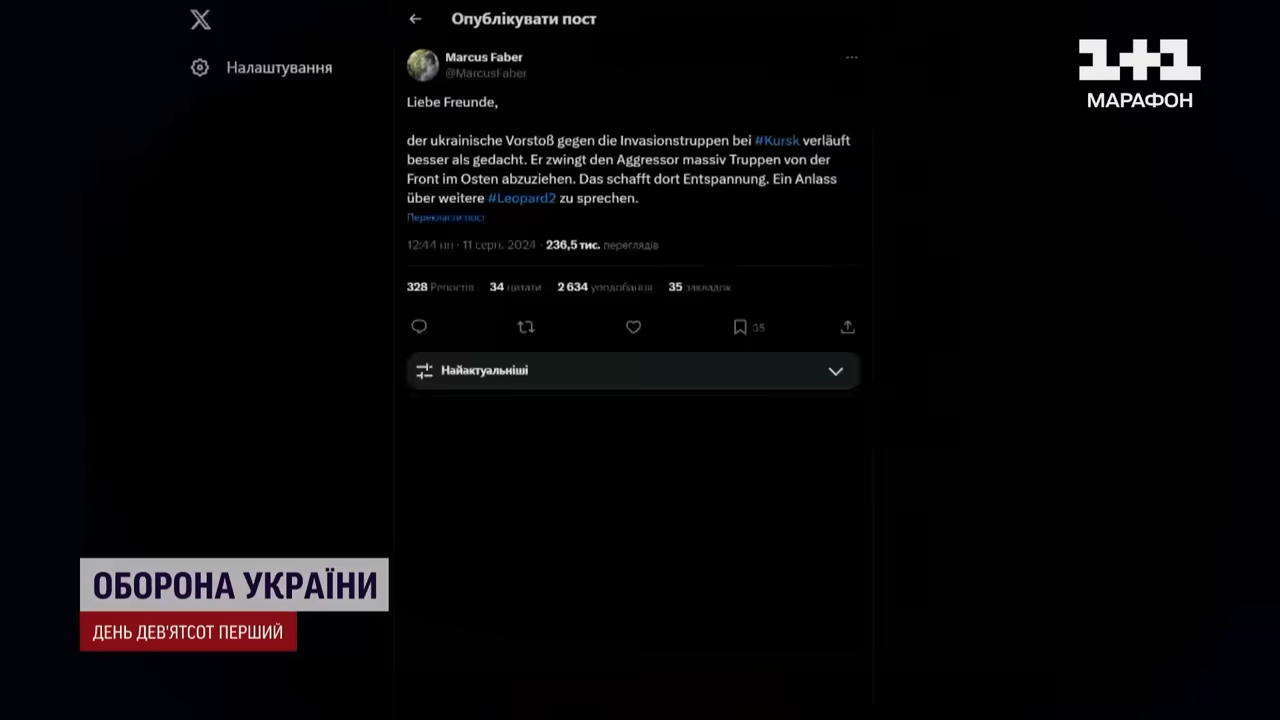 Опублікувати пост
Налаштування
Marcus Faber
@MarcusFaber
Liebe Freunde,
der ukrainische Vorstoß gegen die Invasionstruppen bei #Kursk verläuft
besser als gedacht. Er zwingt den Aggressor massiv Truppen von der
Front im Osten abzuziehen. Das schafft dort Entspannung. Ein Anlass
über weitere #Leopard2 zu sprechen.
Перекласти пост
12:44 пп · 11 серп. 2024 · 236,5 тис. переглядів
328 Репостів 34 цитати 2 634 уподобання 35 закладок
35
Найактуальніші
1+1
МАРАФОН
ОБОРОНА УКРАЇНИ
ДЕНЬ ДЕВ'ЯТСОТ ПЕРШИЙ